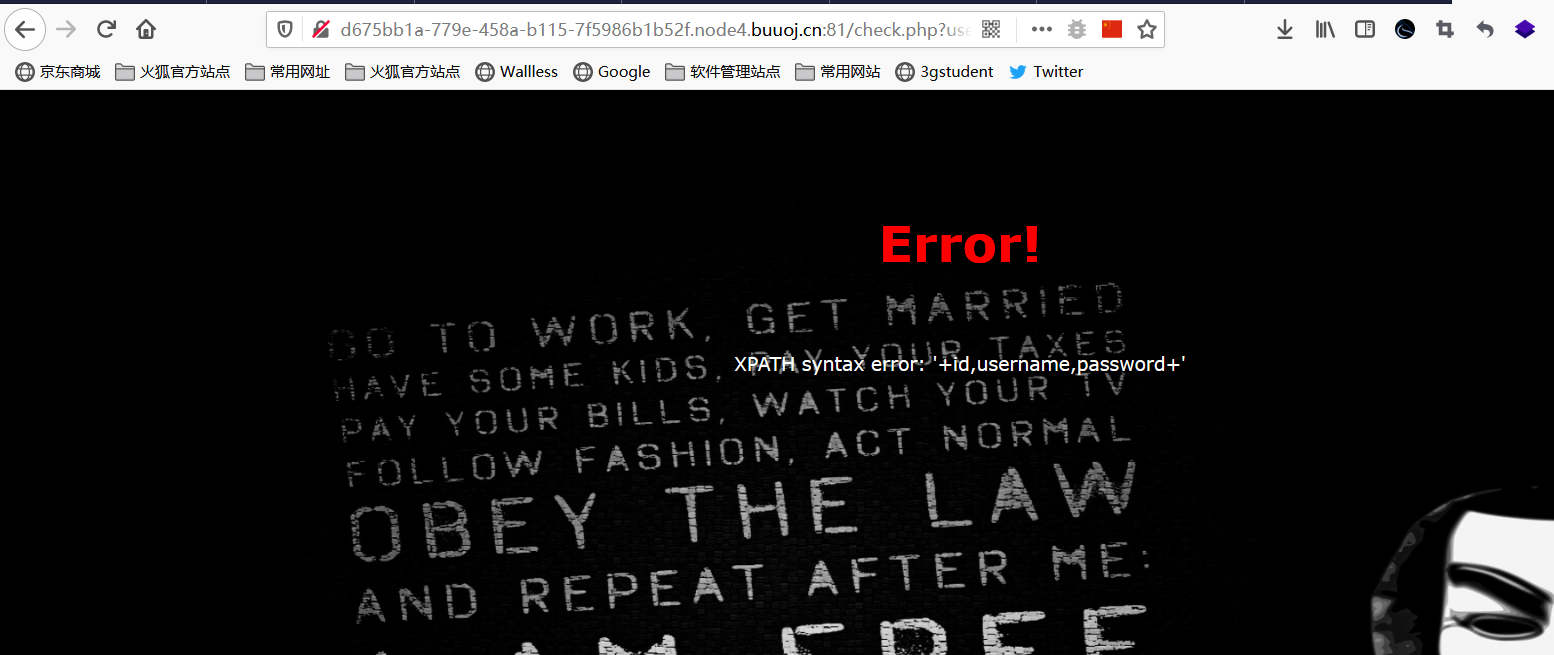 d675bb1a-779e-458a-b115-7f5986b1b52f.node4.buuoj.cn:81/check.php?use
京东商城 火狐官方站点 常用网址 火狐官方站点 Wallless Google 软件管理站点 常用网站 3gstudent Twitter
Error!
GO TO WORK, GET MARRIED
HAVE SOME KIDS, PAY YOUR TAXES
XPATH syntax error: '+id,username,password+'
PAY YOUR BILLS, WATCH YOUR TV
FOLLOW FASHION, ACT NORMAL
OBEY THE LAW
AND REPEAT AFTER ME:
I AM FREE